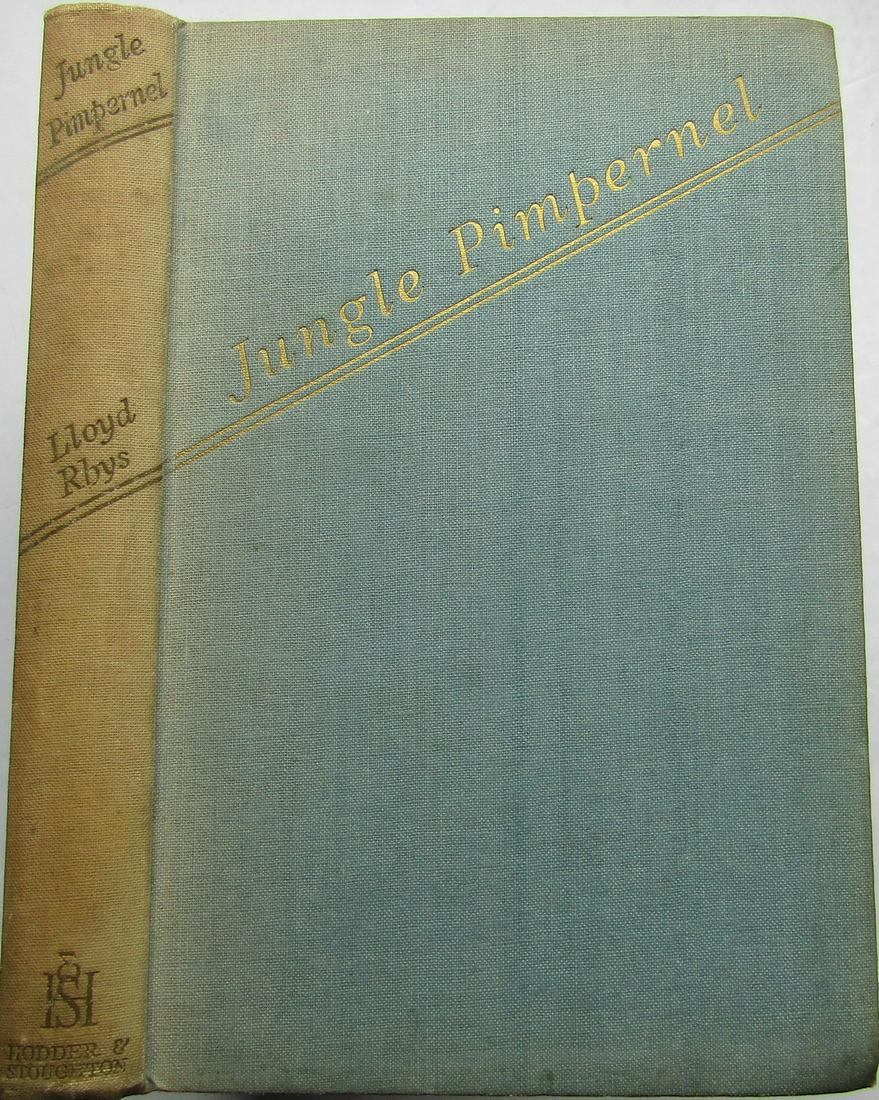 Jungle
Pimpernel
Lloyd
Rhys
H&S
HODDER &
STOUGHTON
Jungle Pimpernel